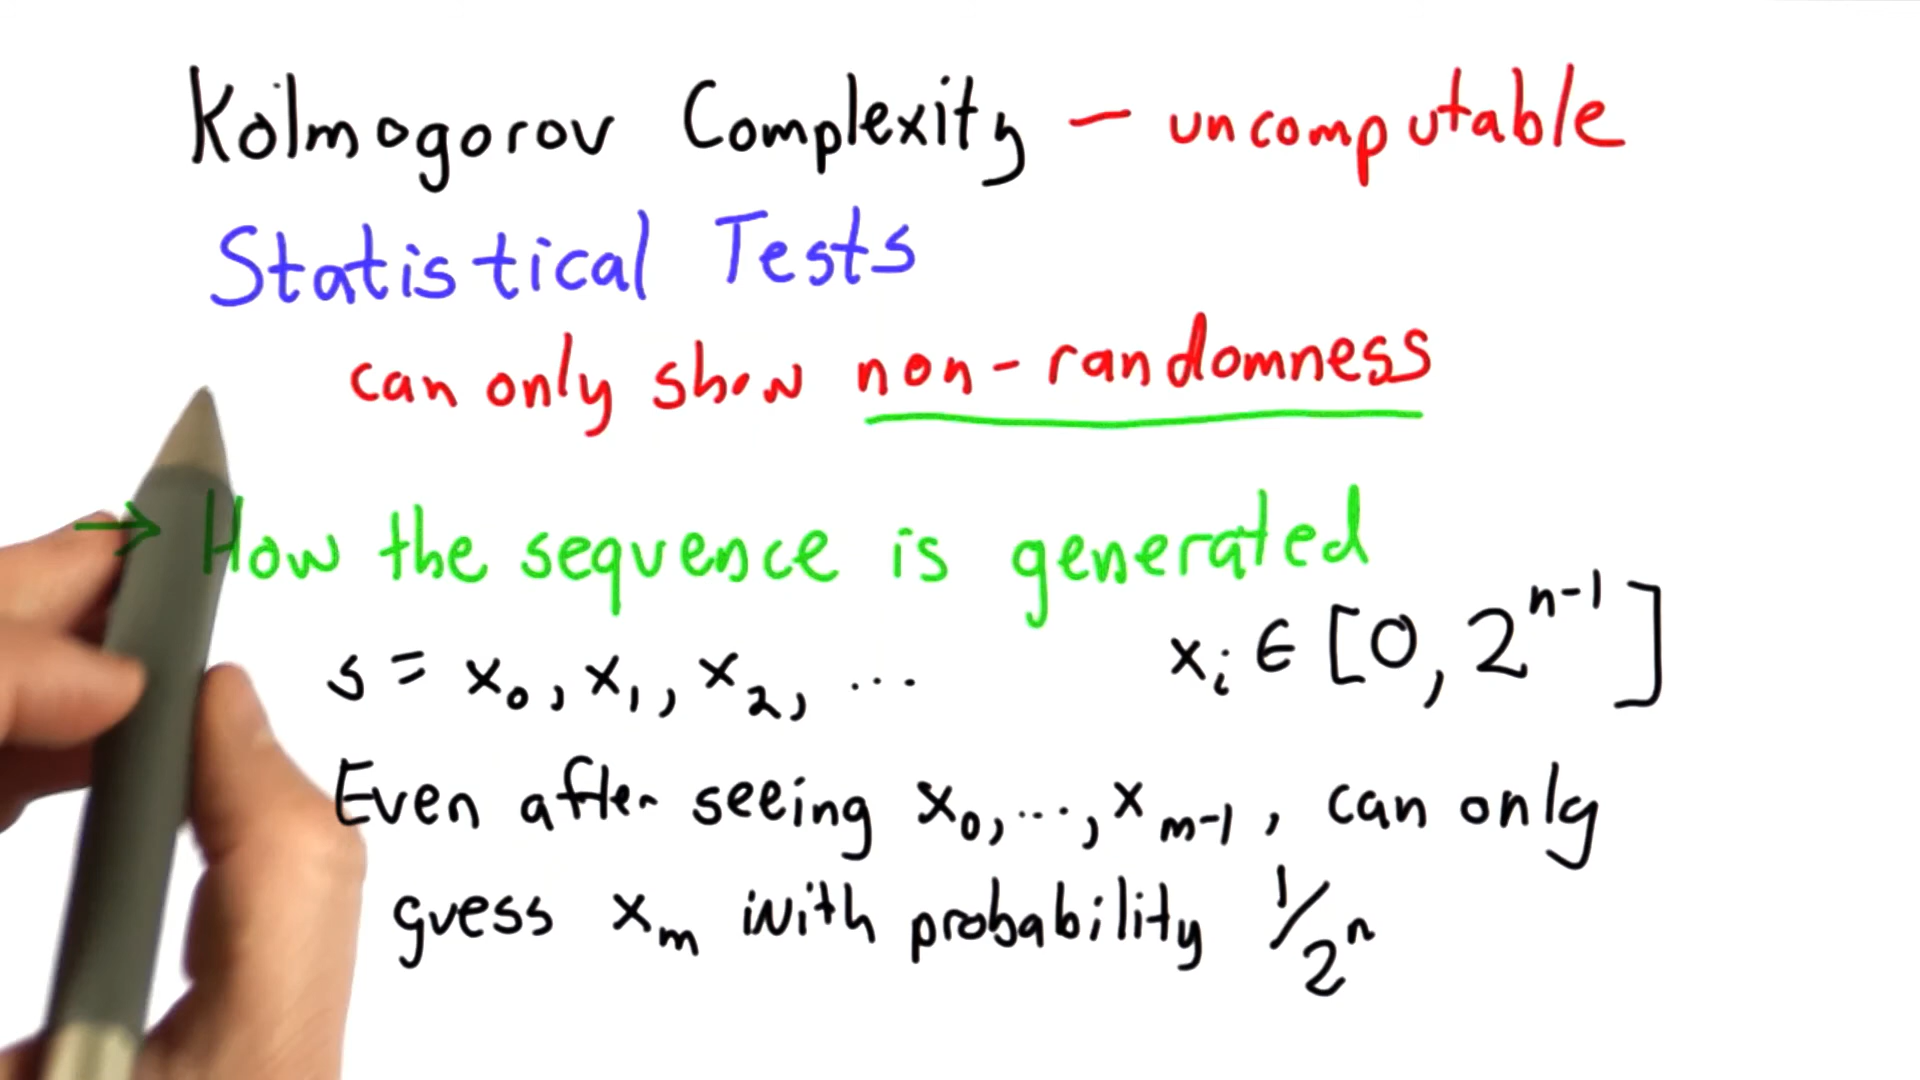 Kolmogorov Complexity — uncomputable
Statistical Tests
can only show non-randomness
→ How the sequence is generated
s = x₀, x₁, x₂, ... xᵢ ∈ [0, 2ⁿ⁻¹]
Even after seeing x₀, ..., xₘ₋₁, can only
guess xₘ with probability 1/2ⁿ